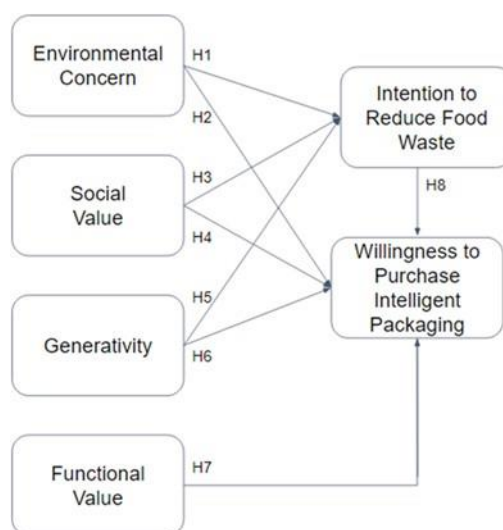 Environmental
Concern
H1
H2
Intention to
Reduce Food
Waste
Social
Value
H3
H4
H8
Willingness to
Purchase
Intelligent
Packaging
Generativity
H5
H6
Functional
Value
H7